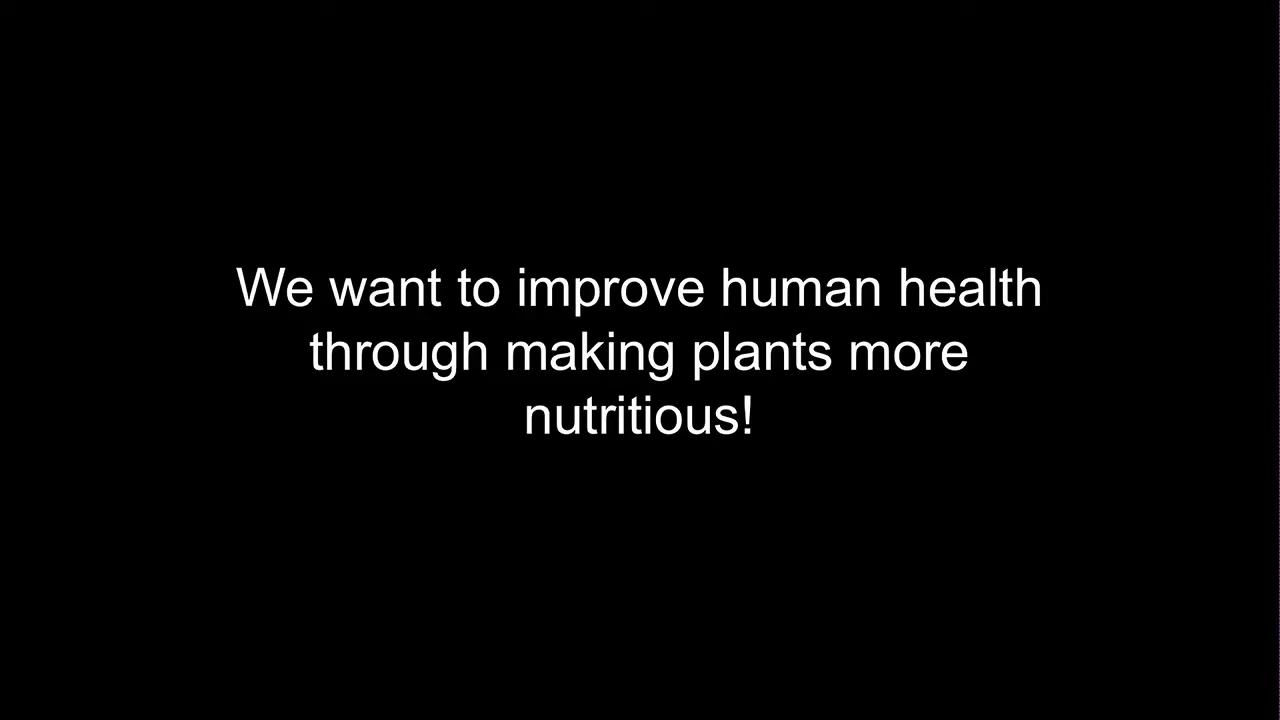 We want to improve human health
through making plants more
nutritious!